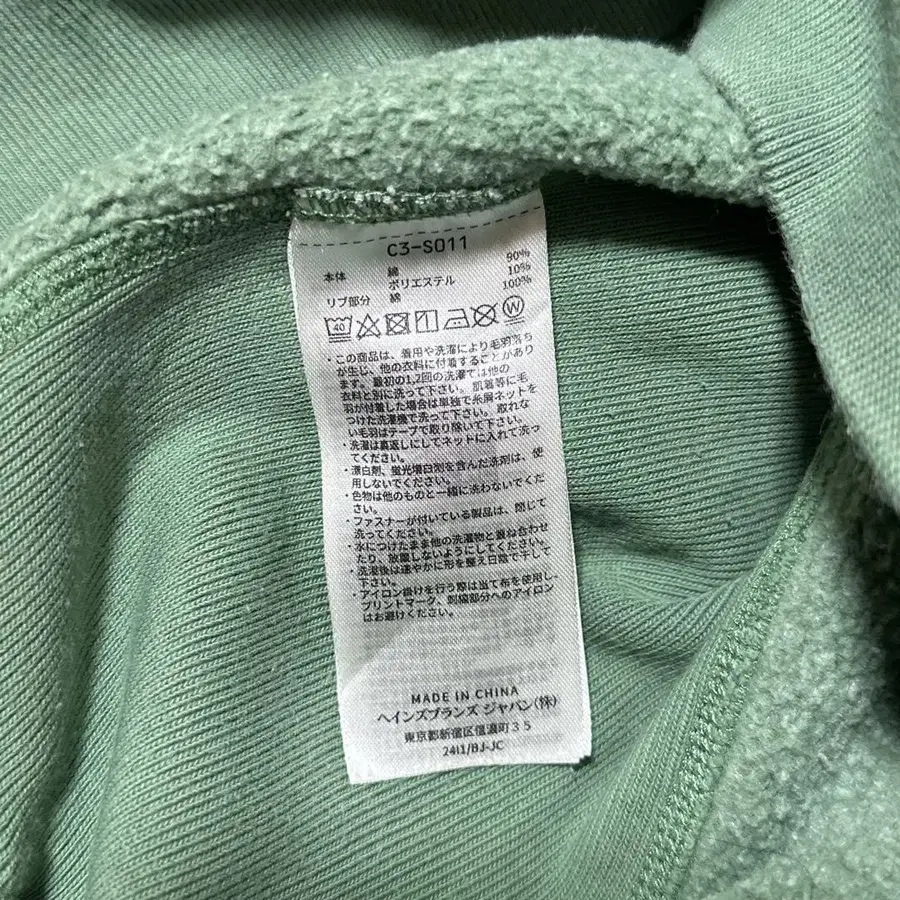 C3-S011
本体 綿 90%
ポリエステル 10%
リブ部分 綿 100%
40 W
・この商品は、着用や洗濯により毛羽落ち
が生じ、他の衣料に付着することがあり
ます。最初の1,2回の洗濯では他の
衣料と別に洗って下さい。肌着等に毛
羽が付着した場合は単独で糸屑ネットを
つけた洗濯機で洗って下さい。取れな
い毛羽はテープで取り除いて下さい。
・洗濯は裏返しにしてネットに入れて洗っ
てください。
・漂白剤、蛍光増白剤を含んだ洗剤は、使
用しないでください。
・色物は他のものと一緒に洗わないでくだ
さい。
・ファスナーが付いている製品は、閉じて
洗ってください。
・水につけたまま他の洗濯物と重ね合わせ
たり、放置しないようにしてください。
・洗濯後は速やかに形を整え日陰で干して
下さい。
・アイロン掛けを行う際は当て布を使用し、
プリントマーク、刺繍部分へのアイロン
はお避けください。
MADE IN CHINA
ヘインズブランズ ジャパン(株)
東京都新宿区信濃町35
24I1/BJ-JC